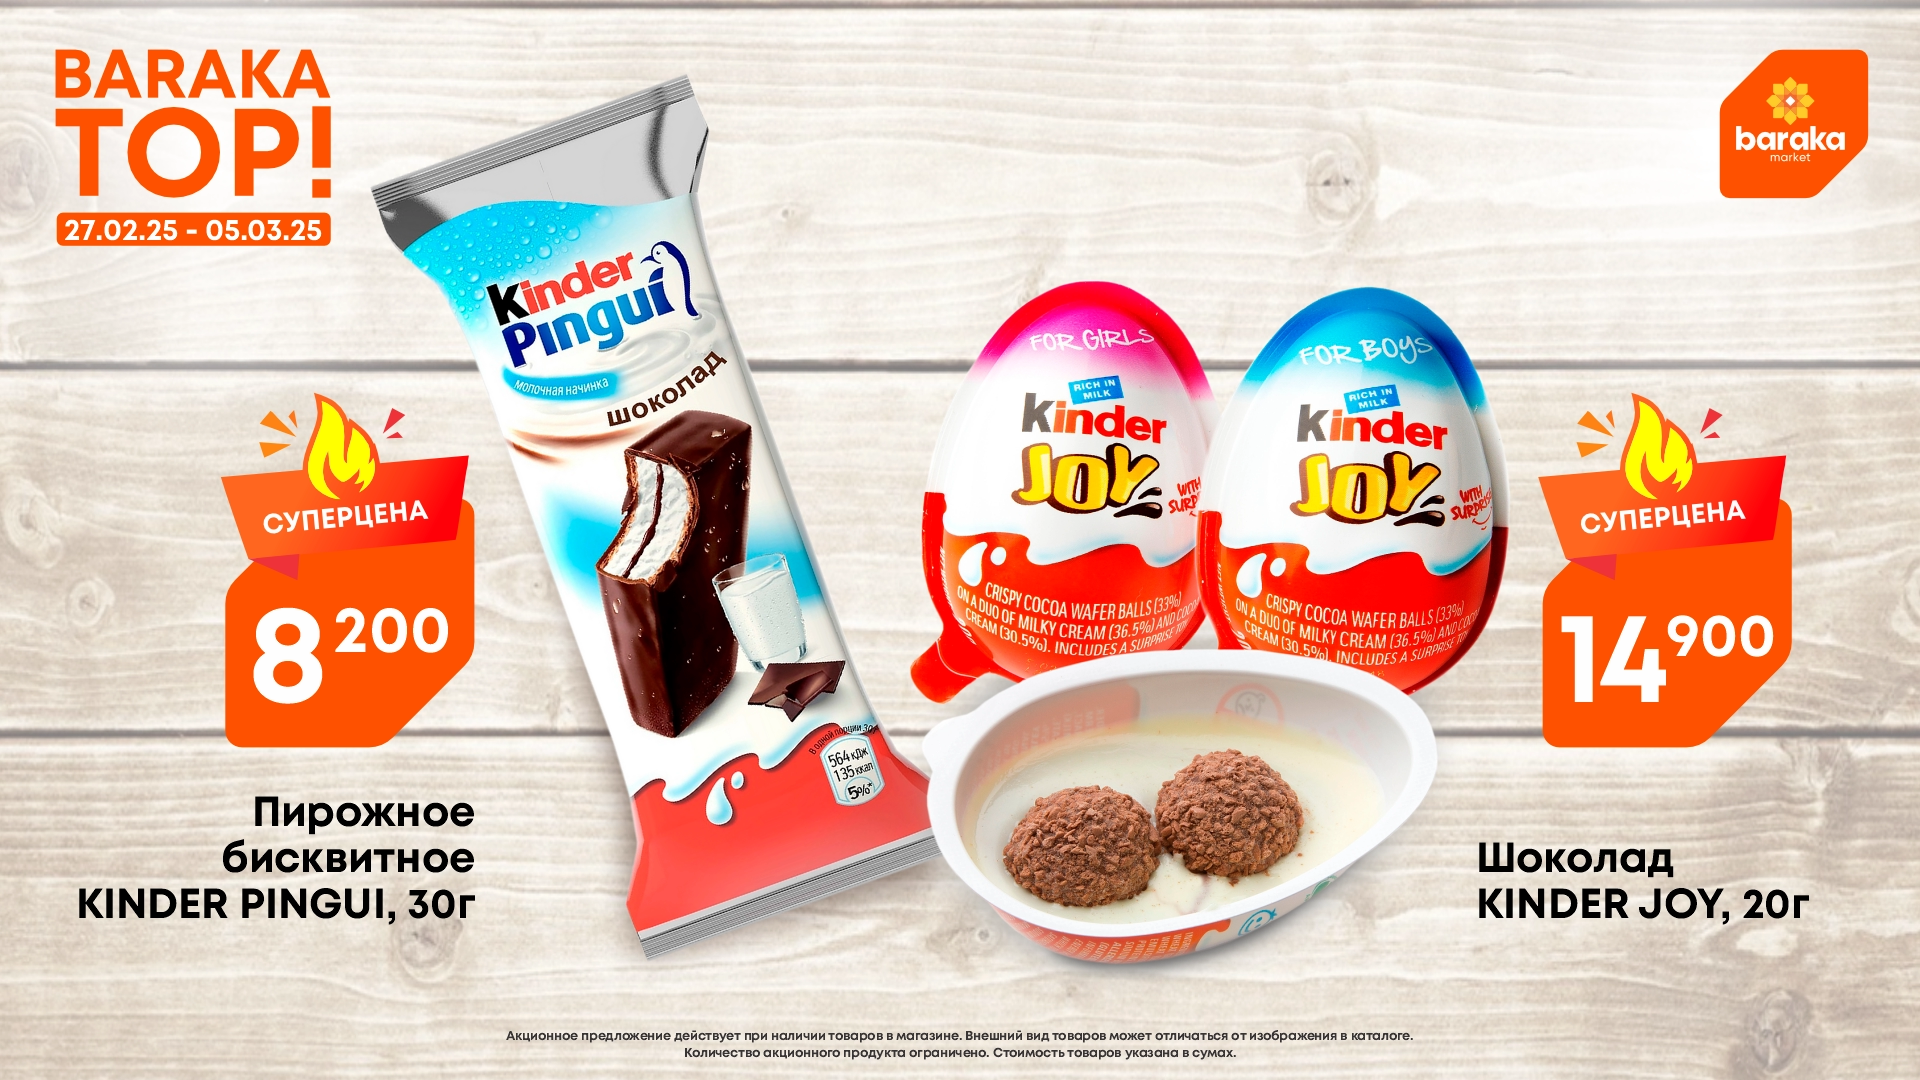 BARAKA
TOP!
27.02.25 - 05.03.25
baraka
market
Kinder
Pinguí
молочная начинка
шоколад
В одной порции 30г
564 кДж
135 ккал
5%*
FOR GIRLS
RICH IN
MILK
Kinder
JOY
WITH
CRISPY COCOA WAFER BALLS (33%)
ON A DUO OF MILKY CREAM (36.5%) AND
CREAM (30.5%). INCLUDES A SURPRISE
FOR BOYS
RICH IN
MILK
Kinder
JOY
WITH
SURPRISE
CRISPY COCOA WAFER BALLS (33%)
ON A DUO OF MILKY CREAM (36.5%) AND
CREAM (30.5%). INCLUDES A SURPRISE TOY
СУПЕРЦЕНА
8 200
Пирожное
бисквитное
KINDER PINGUI, 30г
СУПЕРЦЕНА
14 900
Шоколад
KINDER JOY, 20г
Акционное предложение действует при наличии товаров в магазине. Внешний вид товаров может отличаться от изображения в каталоге.
Количество акционного продукта ограничено. Стоимость товаров указана в сумах.